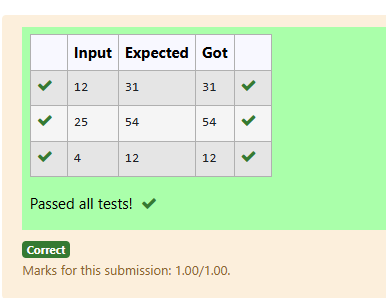 Input Expected Got
12 31 31
25 54 54
4 12 12
Passed all tests!
Correct
Marks for this submission: 1.00/1.00.